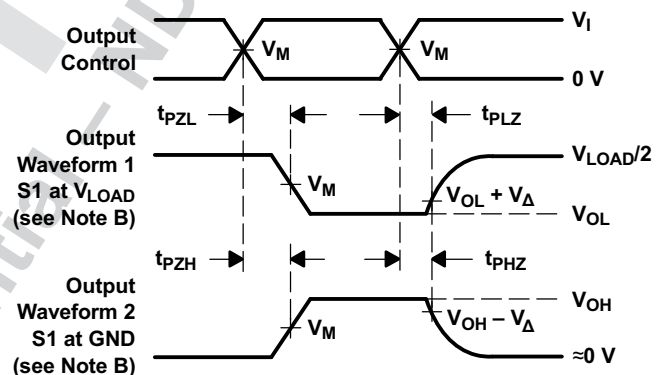 Output
Control
V_M
V_M
V_I
0 V
t_PZL
t_PLZ
Output
Waveform 1
S1 at V_LOAD
(see Note B)
V_M
V_LOAD/2
V_OL + V_Δ
V_OL
t_PZH
t_PHZ
Output
Waveform 2
S1 at GND
(see Note B)
V_M
V_OH
V_OH – V_Δ
≈0 V